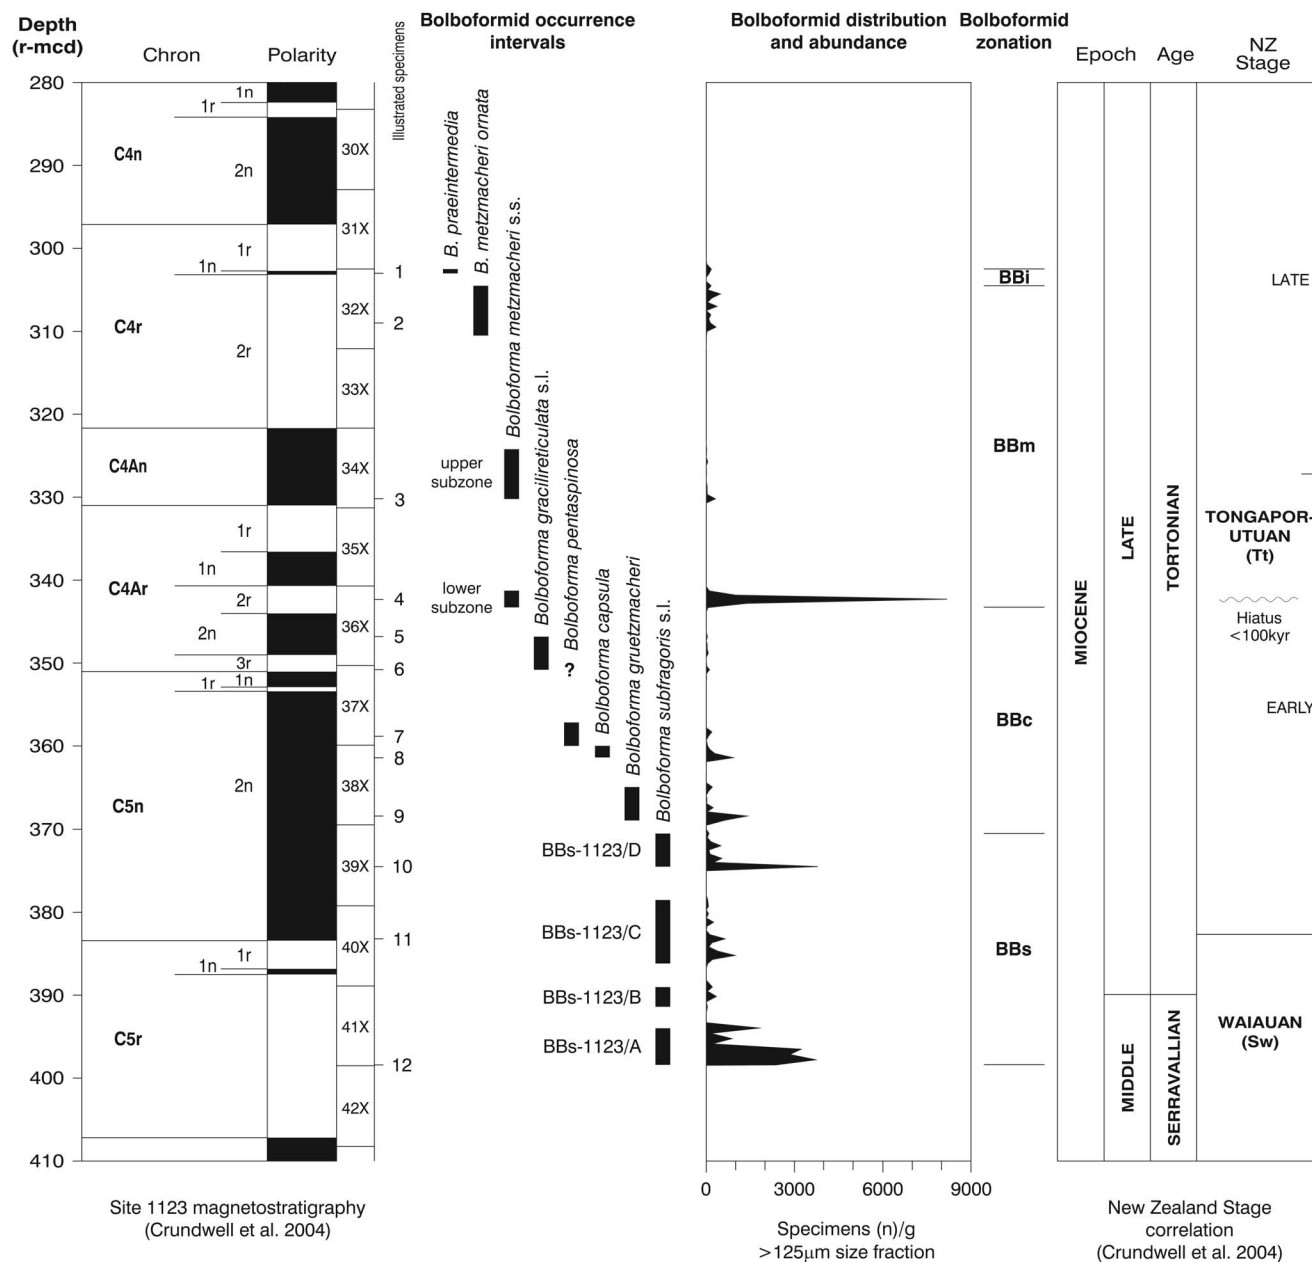 Depth
(r-mcd)
Chron
Polarity
Illustrated specimens
Bolboformid occurrence
intervals
Bolboformid distribution
and abundance
Bolboformid
zonation
Epoch
Age
NZ
Stage
280
290
300
310
320
330
340
350
360
370
380
390
400
410
C4n
1n
1r
2n
C4r
1r
1n
2r
C4An
C4Ar
1r
1n
2r
2n
3r
C5n
1n
1r
2n
C5r
1r
1n
30X
31X
32X
33X
34X
35X
36X
37X
38X
39X
40X
41X
42X
1
2
3
4
5
6
7
8
9
10
11
12
B. praeintermedia
B. metzmacheri ornata
Bolboforma metzmacheri s.s.
Bolboforma gracilireticulata s.l.
Bolboforma pentaspinosa
Bolboforma capsula
Bolboforma gruetzmacheri
Bolboforma subfragoris s.l.
upper
subzone
lower
subzone
?
BBs-1123/D
BBs-1123/C
BBs-1123/B
BBs-1123/A
0
3000
6000
9000
Specimens (n)/g
>125µm size fraction
BBi
BBm
BBc
BBs
MIOCENE
LATE
MIDDLE
TORTONIAN
SERRAVALLIAN
LATE
TONGAPOR-
UTUAN
(Tt)
Hiatus
<100kyr
EARLY
WAIAUAN
(Sw)
Site 1123 magnetostratigraphy
(Crundwell et al. 2004)
New Zealand Stage
correlation
(Crundwell et al. 2004)